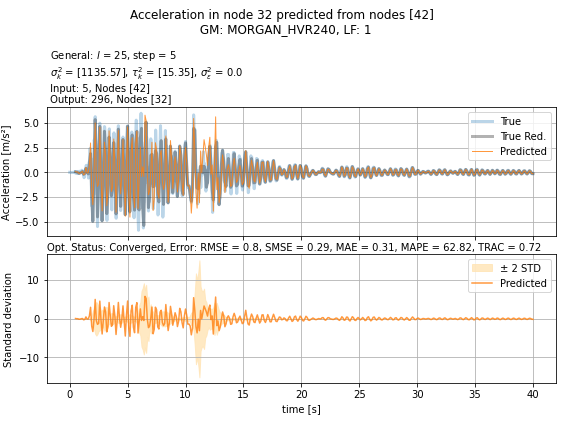 Acceleration in node 32 predicted from nodes [42]
GM: MORGAN_HVR240, LF: 1
General: l = 25, step = 5
σ²ₖ = [1135.57], τ²ₖ = [15.35], σ²ε = 0.0
Input: 5, Nodes [42]
Output: 296, Nodes [32]
Acceleration [m/s²]
5.0
2.5
0.0
−2.5
−5.0
True
True Red.
Predicted
Opt. Status: Converged, Error: RMSE = 0.8, SMSE = 0.29, MAE = 0.31, MAPE = 62.82, TRAC = 0.72
Standard deviation
10
0
−10
± 2 STD
Predicted
0 5 10 15 20 25 30 35 40
time [s]